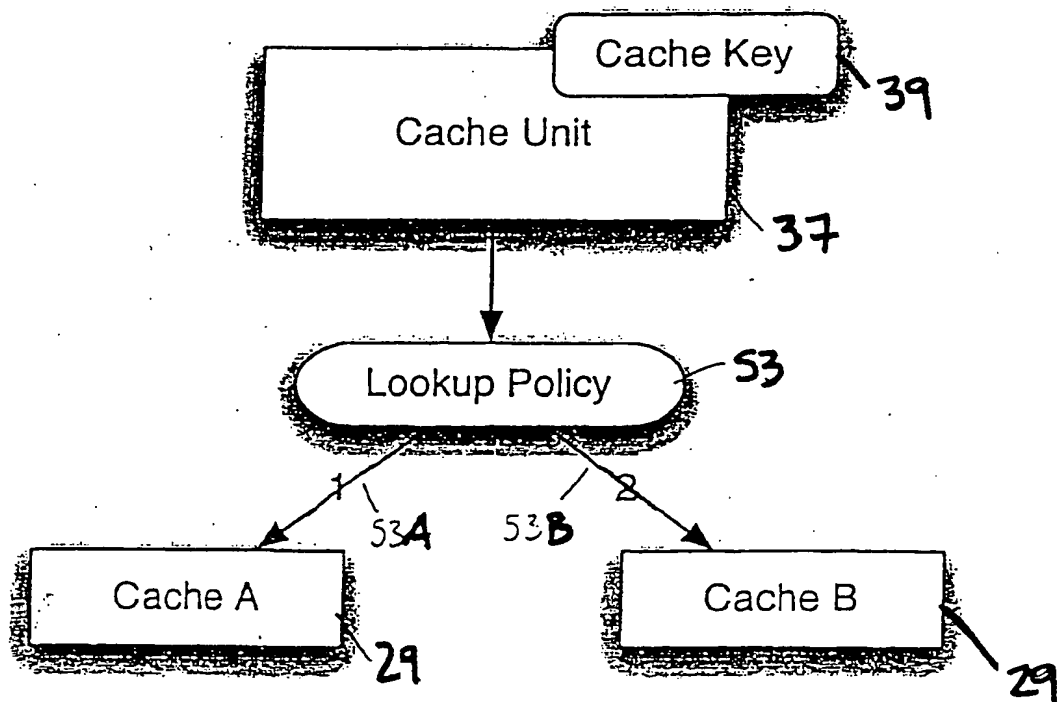 Cache Key
39
Cache Unit
37
Lookup Policy
53
1
2
53A
53B
Cache A
Cache B
29
29